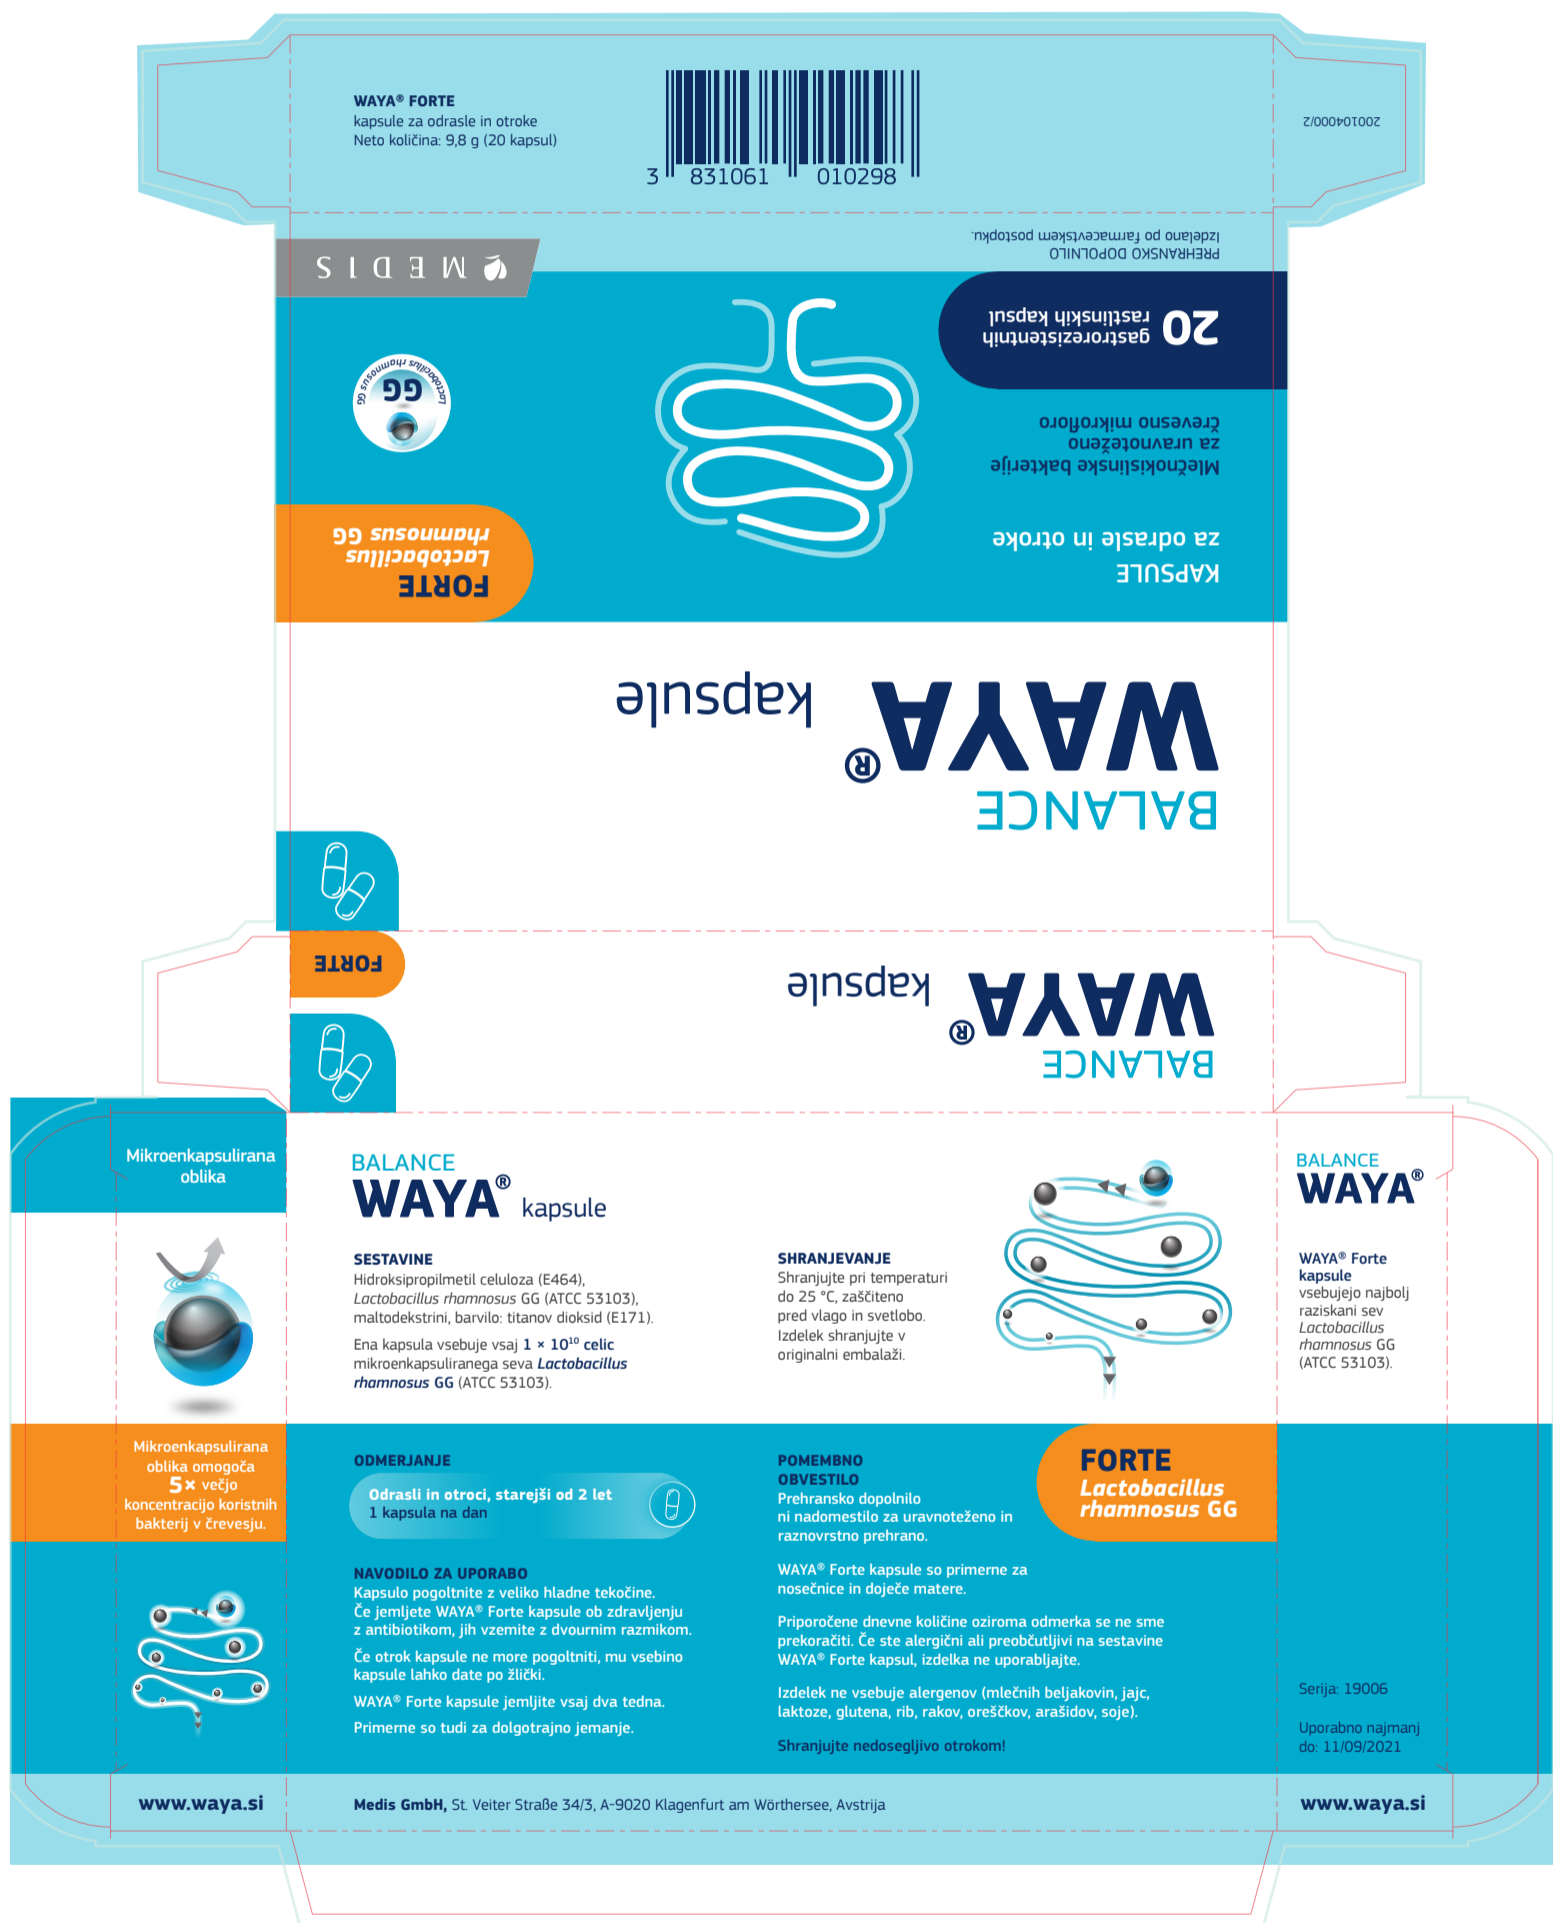 WAYA® FORTE
kapsule za odrasle in otroke
Neto količina: 9,8 g (20 kapsul)
3 831061 010298
2001040000/2
PREHRANSKO DOPOLNILO
Izdelano po farmacevtskem postopku.
MEDIS
20 gastrorezistentnih
rastlinskih kapsul
GG
Lactobacillus rhamnosus GG
Mlečnokislinske bakterije
za uravnoteženo
črevesno mikrofloro
KAPSULE
za odrasle in otroke
FORTE
Lactobacillus
rhamnosus GG
BALANCE
WAYA® kapsule
FORTE
BALANCE
WAYA® kapsule
Mikroenkapsulirana
oblika
Mikroenkapsulirana
oblika omogoča
5× večjo
koncentracijo koristnih
bakterij v črevesju.
www.waya.si
BALANCE
WAYA® kapsule
SESTAVINE
Hidroksipropilmetil celuloza (E464),
Lactobacillus rhamnosus GG (ATCC 53103),
maltodekstrini, barvilo: titanov dioksid (E171).
Ena kapsula vsebuje vsaj 1 × 10¹⁰ celic
mikroenkapsuliranega seva Lactobacillus
rhamnosus GG (ATCC 53103).
SHRANJEVANJE
Shranjujte pri temperaturi
do 25 °C, zaščiteno
pred vlago in svetlobo.
Izdelek shranjujte v
originalni embalaži.
ODMERJANJE
Odrasli in otroci, starejši od 2 let
1 kapsula na dan
NAVODILO ZA UPORABO
Kapsulo pogoltnite z veliko hladne tekočine.
Če jemljete WAYA® Forte kapsule ob zdravljenju
z antibiotikom, jih vzemite z dvournim razmikom.
Če otrok kapsule ne more pogoltniti, mu vsebino
kapsule lahko date po žlički.
WAYA® Forte kapsule jemljite vsaj dva tedna.
Primerne so tudi za dolgotrajno jemanje.
POMEMBNO
OBVESTILO
Prehransko dopolnilo
ni nadomestilo za uravnoteženo in
raznovrstno prehrano.
WAYA® Forte kapsule so primerne za
nosečnice in doječe matere.
Priporočene dnevne količine oziroma odmerka se ne sme
prekoračiti. Če ste alergični ali preobčutljivi na sestavine
WAYA® Forte kapsul, izdelka ne uporabljajte.
Izdelek ne vsebuje alergenov (mlečnih beljakovin, jajc,
laktoze, glutena, rib, rakov, oreščkov, arašidov, soje).
Shranjujte nedosegljivo otrokom!
FORTE
Lactobacillus
rhamnosus GG
Medis GmbH, St. Veiter Straße 34/3, A-9020 Klagenfurt am Wörthersee, Avstrija
BALANCE
WAYA®
WAYA® Forte
kapsule
vsebujejo najbolj
raziskani sev
Lactobacillus
rhamnosus GG
(ATCC 53103).
Serija: 19006
Uporabno najmanj
do: 11/09/2021
www.waya.si